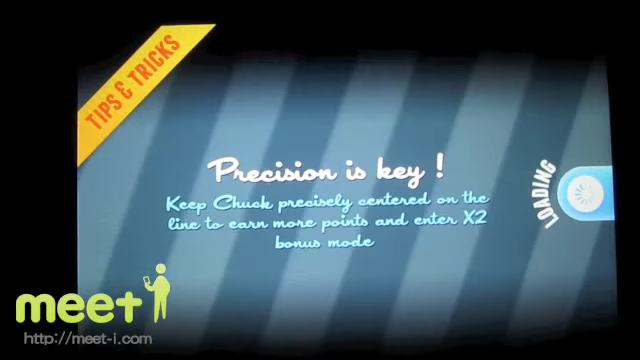 TIPS & TRICKS
Precision is key !
Keep Chuck precisely centered on the
line to earn more points and enter X2
bonus mode
LOADING
meet i
http://meet-i.com